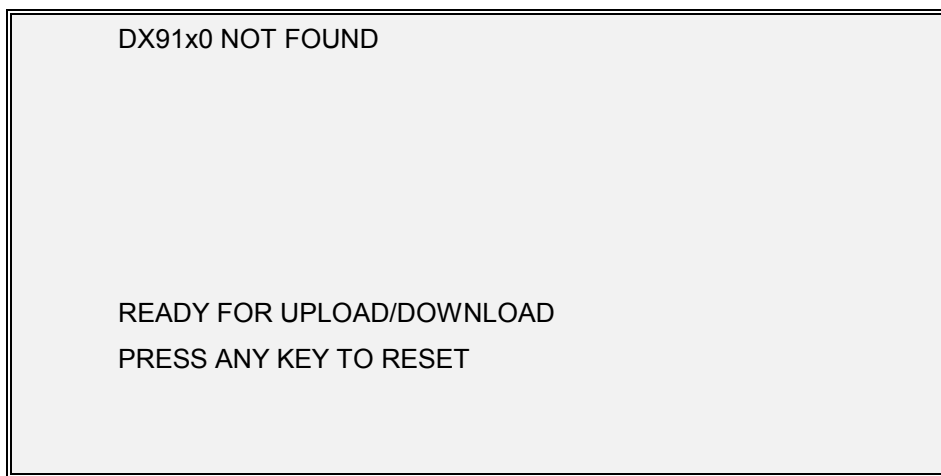 DX91x0 NOT FOUND
READY FOR UPLOAD/DOWNLOAD
PRESS ANY KEY TO RESET